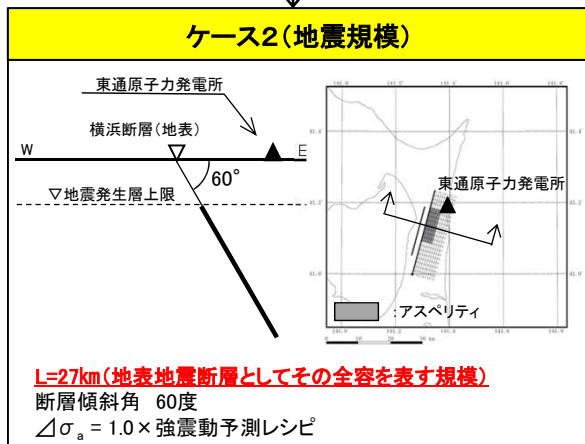 ケース2(地震規模)
東通原子力発電所
横浜断層(地表)
W
E
60°
▽地震発生層上限
東通原子力発電所
:アスペリティ
L=27km(地表地震断層としてその全容を表す規模)
断層傾斜角 60度
⊿σa = 1.0×強震動予測レシピ